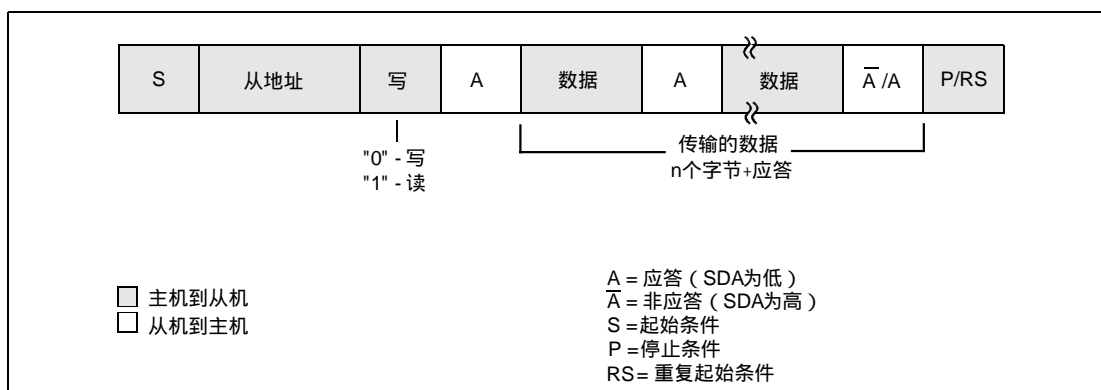 S 从地址 写 A 数据 A 数据 A̅ /A P/RS
"0" - 写
"1" - 读
传输的数据
n个字节+应答
主机到从机
从机到主机
A = 应答（SDA为低）
A̅ = 非应答（SDA为高）
S =起始条件
P =停止条件
RS= 重复起始条件